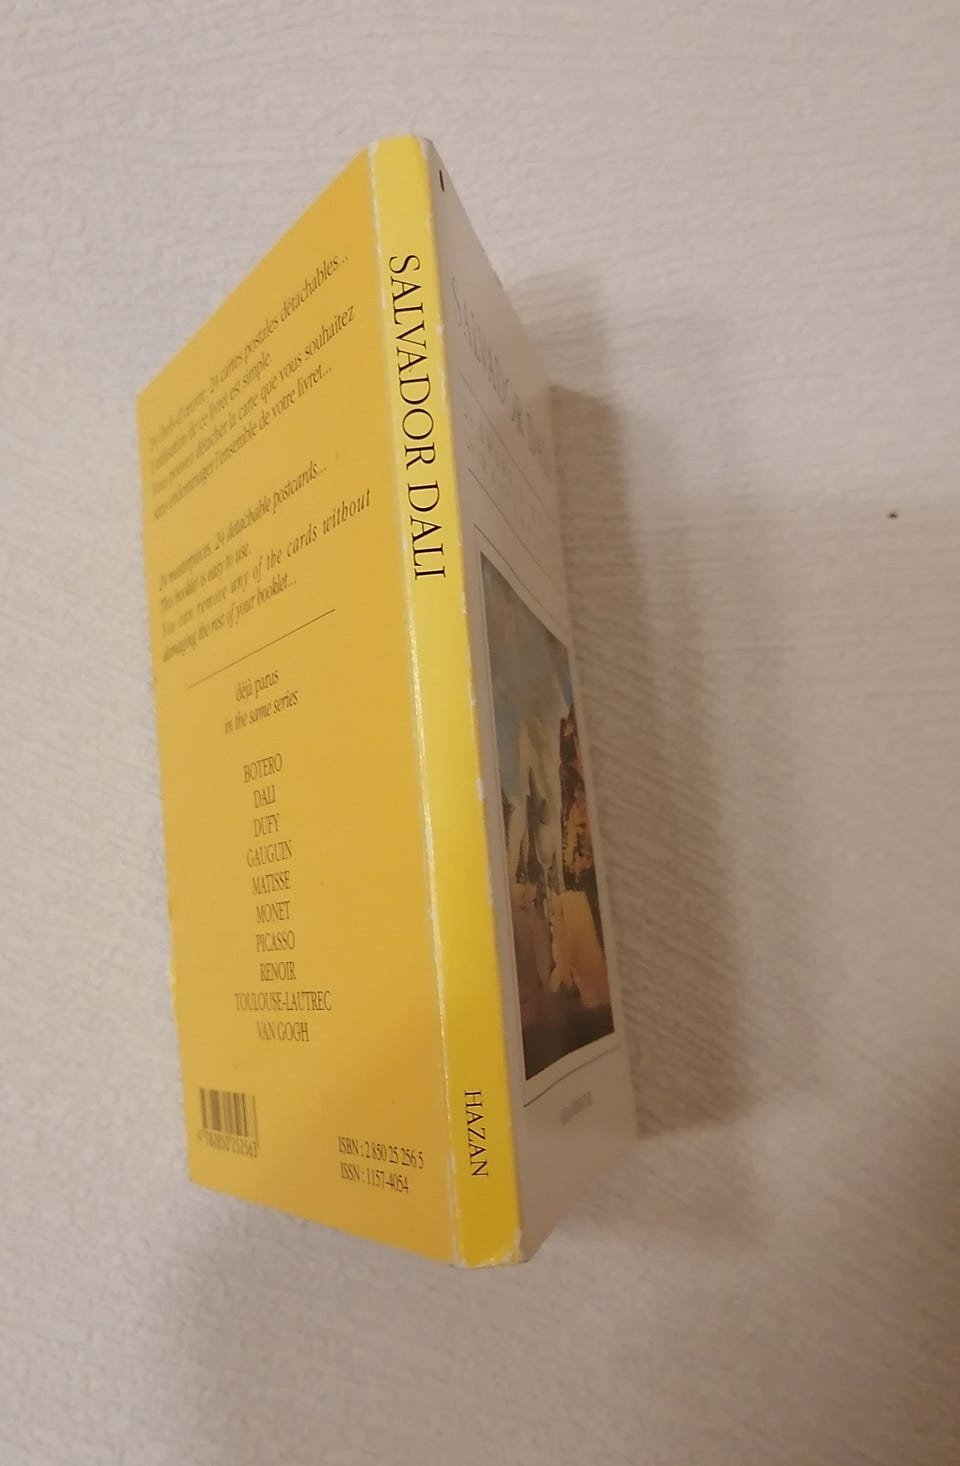 24 chefs-d'œuvre, 24 cartes postales détachables...
L'utilisation de ce livret est simple.
Vous pouvez détacher la carte que vous souhaitez
sans endommager l'ensemble de votre livret...
24 masterpieces, 24 detachable postcards...
This booklet is easy to use.
You can remove any of the cards without
damaging the rest of your booklet...
déjà parus
in the same series
BOTERO
DALI
DUFY
GAUGUIN
MATISSE
MONET
PICASSO
RENOIR
TOULOUSE-LAUTREC
VAN GOGH
9 782850 252563
ISBN : 2 850 25 256 5
ISSN : 1157-4054
SALVADOR DALI
HAZAN
SALVADOR